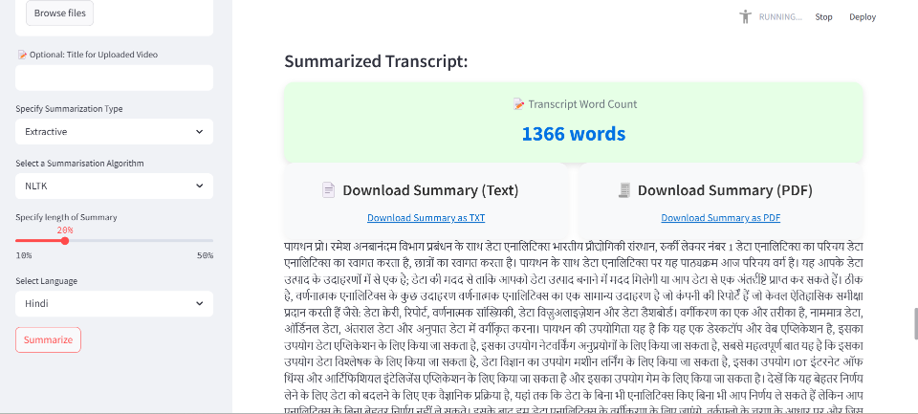 Browse files
Optional: Title for Uploaded Video
Specify Summarization Type
Extractive
Select a Summarisation Algorithm
NLTK
Specify length of Summary
20%
10% 50%
Select Language
Hindi
Summarize
RUNNING... Stop Deploy
Summarized Transcript:
Transcript Word Count
1366 words
Download Summary (Text)
Download Summary as TXT
Download Summary (PDF)
Download Summary as PDF
पायथन प्रो। रमेश अनबानंदम विभाग प्रबंधन के साथ डेटा एनालिटिक्स भारतीय प्रौद्योगिकी संस्थान, रुर्की लेक्चर नंबर 1 डेटा एनालिटिक्स का परिचय डेटा
एनालिटिक्स का स्वागत करता है, छात्रों का स्वागत करता है। पायथन के साथ डेटा एनालिटिक्स पर यह पाठ्यक्रम आज परिचय वर्ग है। यह आपके डेटा
उत्पाद के उदाहरणों में से एक है; डेटा की मदद से ताकि आपको डेटा उत्पाद बनाने में मदद मिलेगी या आप डेटा से एक अंतर्दृष्टि प्राप्त कर सकते हैं। ठीक
है, वर्णनात्मक एनालिटिक्स के कुछ उदाहरण वर्णनात्मक एनालिटिक्स का एक सामान्य उदाहरण है जो कंपनी की रिपोर्टें हैं जो केवल ऐतिहासिक समीक्षा
प्रदान करती हैं जैसे: डेटा क्वेरी, रिपोर्ट, वर्णनात्मक सांख्यिकी, डेटा विज़ुअलाइज़ेशन और डेटा डैशबोर्ड। वर्गीकरण का एक और तरीका है, नाममात्र डेटा,
ऑर्डिनल डेटा, अंतराल डेटा और अनुपात डेटा में वर्गीकृत करना। पायथन की उपयोगिता यह है कि यह एक डेस्कटॉप और वेब एप्लिकेशन है, इसका
उपयोग डेटा एप्लिकेशन के लिए किया जा सकता है, इसका उपयोग नेटवर्किंग अनुप्रयोगों के लिए किया जा सकता है, सबसे महत्वपूर्ण बात यह है कि इसका
उपयोग डेटा विश्लेषक के लिए किया जा सकता है, डेटा विज्ञान का उपयोग मशीन लर्निंग के लिए किया जा सकता है, इसका उपयोग IOT इंटरनेट ऑफ
थिंग्स और आर्टिफिशियल इंटेलिजेंस एप्लिकेशन के लिए किया जा सकता है और इसका उपयोग गेम के लिए किया जा सकता है। देखें कि यह बेहतर निर्णय
लेने के लिए डेटा को बदलने के लिए एक वैज्ञानिक प्रक्रिया है, यहां तक कि डेटा के बिना भी एनालिटिक्स किए बिना भी आप निर्णय ले सकते हैं लेकिन आप
एनालिटिक्स के बिना बेहतर निर्णय नहीं ले सकते। इसके बाद हम डेटा एनालिटिक्स के वर्गीकरण के लिए जाएंगे,